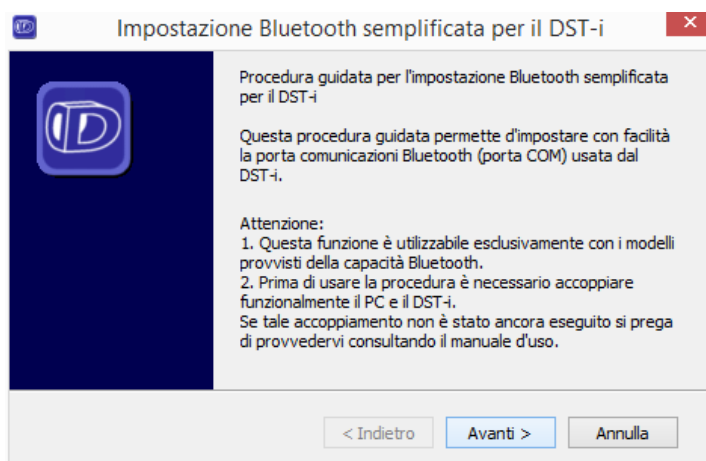 Impostazione Bluetooth semplificata per il DST-i
Procedura guidata per l'impostazione Bluetooth semplificata
per il DST-i
Questa procedura guidata permette d'impostare con facilità
la porta comunicazioni Bluetooth (porta COM) usata dal
DST-i.
Attenzione:
1. Questa funzione è utilizzabile esclusivamente con i modelli
provvisti della capacità Bluetooth.
2. Prima di usare la procedura è necessario accoppiare
funzionalmente il PC e il DST-i.
Se tale accoppiamento non è stato ancora eseguito si prega
di provvedervi consultando il manuale d'uso.
< Indietro Avanti > Annulla